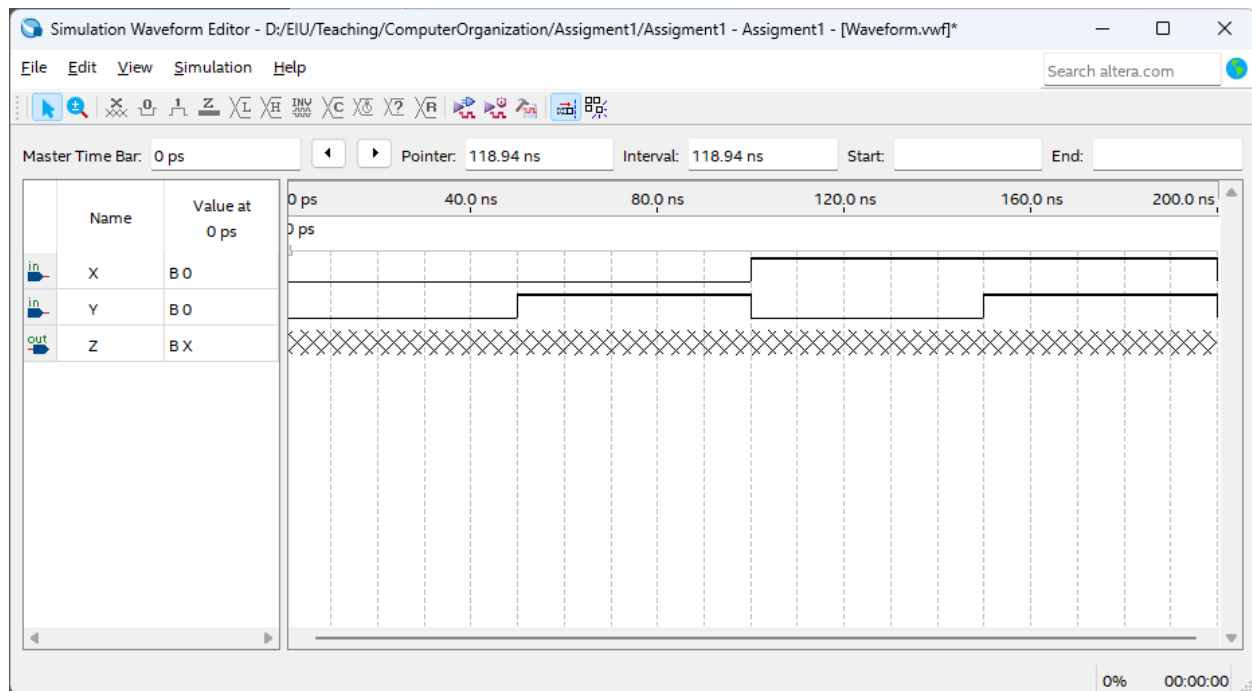 Simulation Waveform Editor - D:/EIU/Teaching/ComputerOrganization/Assigment1/Assigment1 - Assigment1 - [Waveform.vwf]*
File Edit View Simulation Help
Search altera.com
Master Time Bar: 0 ps Pointer: 118.94 ns Interval: 118.94 ns Start: End:
Name Value at 0 ps
0 ps 40.0 ns 80.0 ns 120.0 ns 160.0 ns 200.0 ns
0 ps
in X B 0
in Y B 0
out Z B X
0% 00:00:00